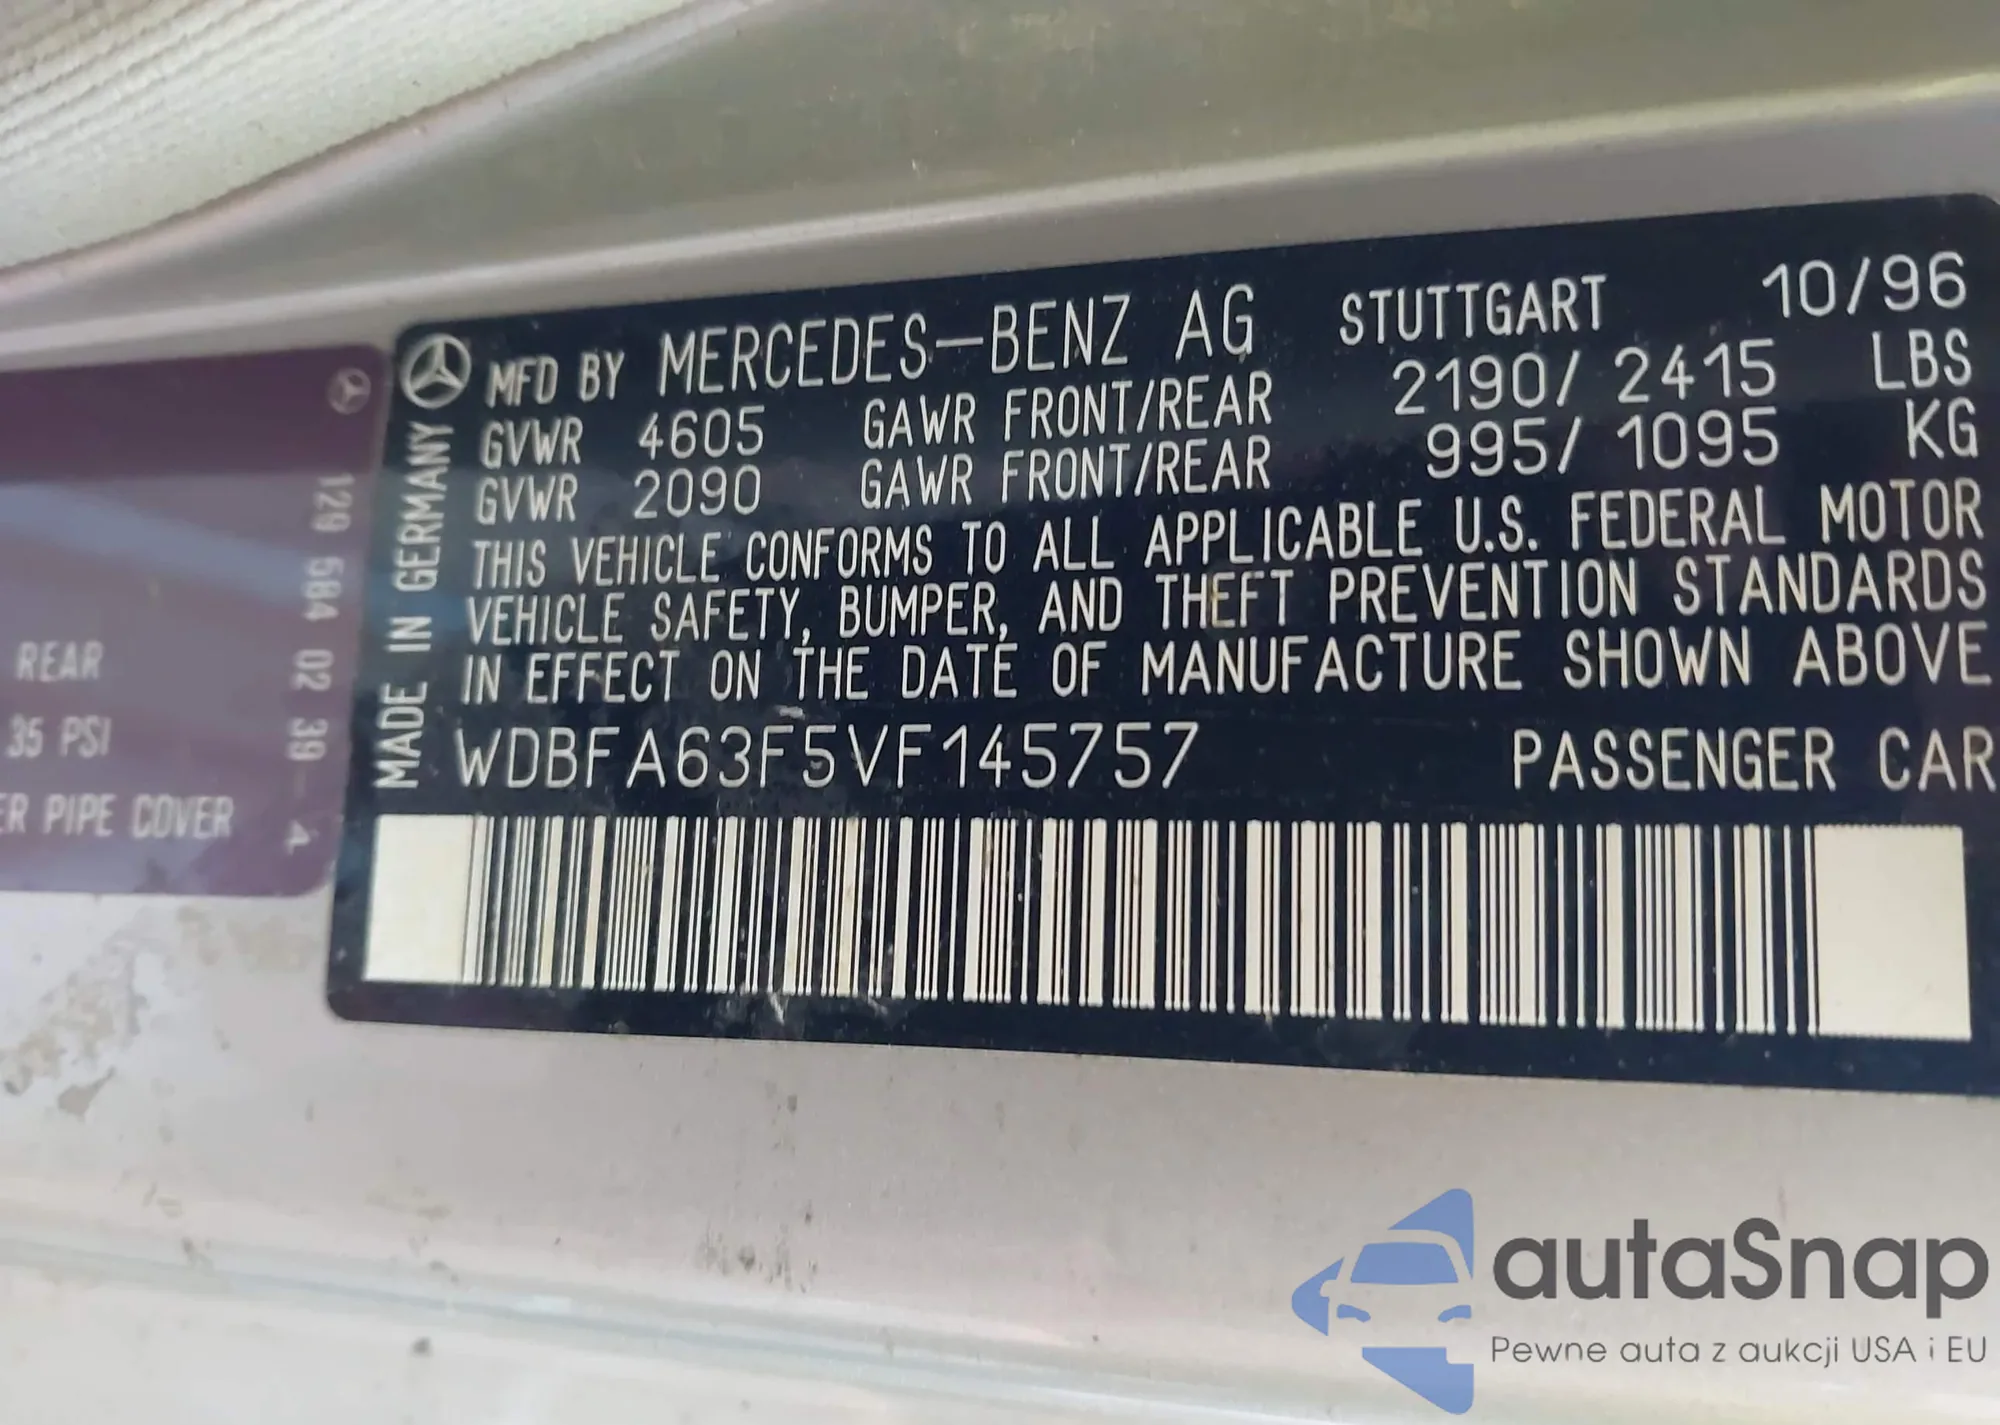 MFD BY MERCEDES-BENZ AG STUTTGART 10/96
GVWR 4605 GAWR FRONT/REAR 2190/ 2415 LBS
GVWR 2090 GAWR FRONT/REAR 995/ 1095 KG
THIS VEHICLE CONFORMS TO ALL APPLICABLE U.S. FEDERAL MOTOR
VEHICLE SAFETY, BUMPER, AND THEFT PREVENTION STANDARDS
IN EFFECT ON THE DATE OF MANUFACTURE SHOWN ABOVE
WDBFA63F5VF145757 PASSENGER CAR
MADE IN GERMANY
129 584 02 39
REAR
35 PSI
ER PIPE COVER
autaSnap
Pewne auta z aukcji USA i EU